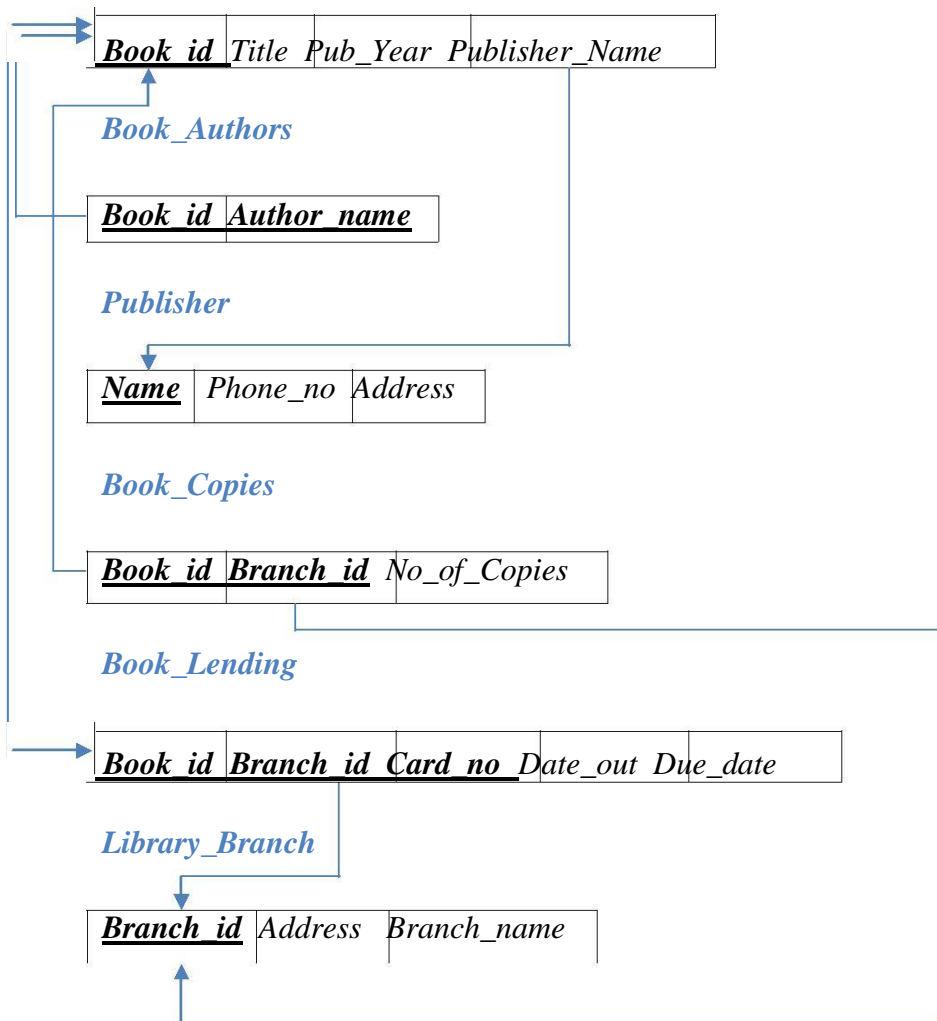 Book_id Title Pub_Year Publisher_Name
Book_Authors
Book_id Author_name
Publisher
Name Phone_no Address
Book_Copies
Book_id Branch_id No_of_Copies
Book_Lending
Book_id Branch_id Card_no Date_out Due_date
Library_Branch
Branch_id Address Branch_name